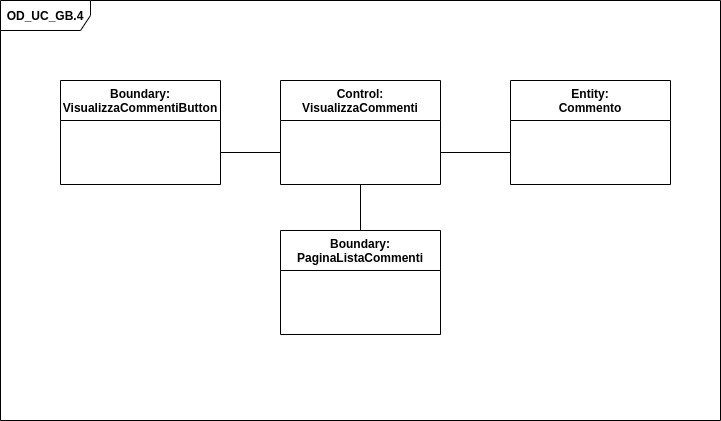 OD_UC_GB.4
Boundary:
VisualizzaCommentiButton
Control:
VisualizzaCommenti
Entity:
Commento
Boundary:
PaginaListaCommenti